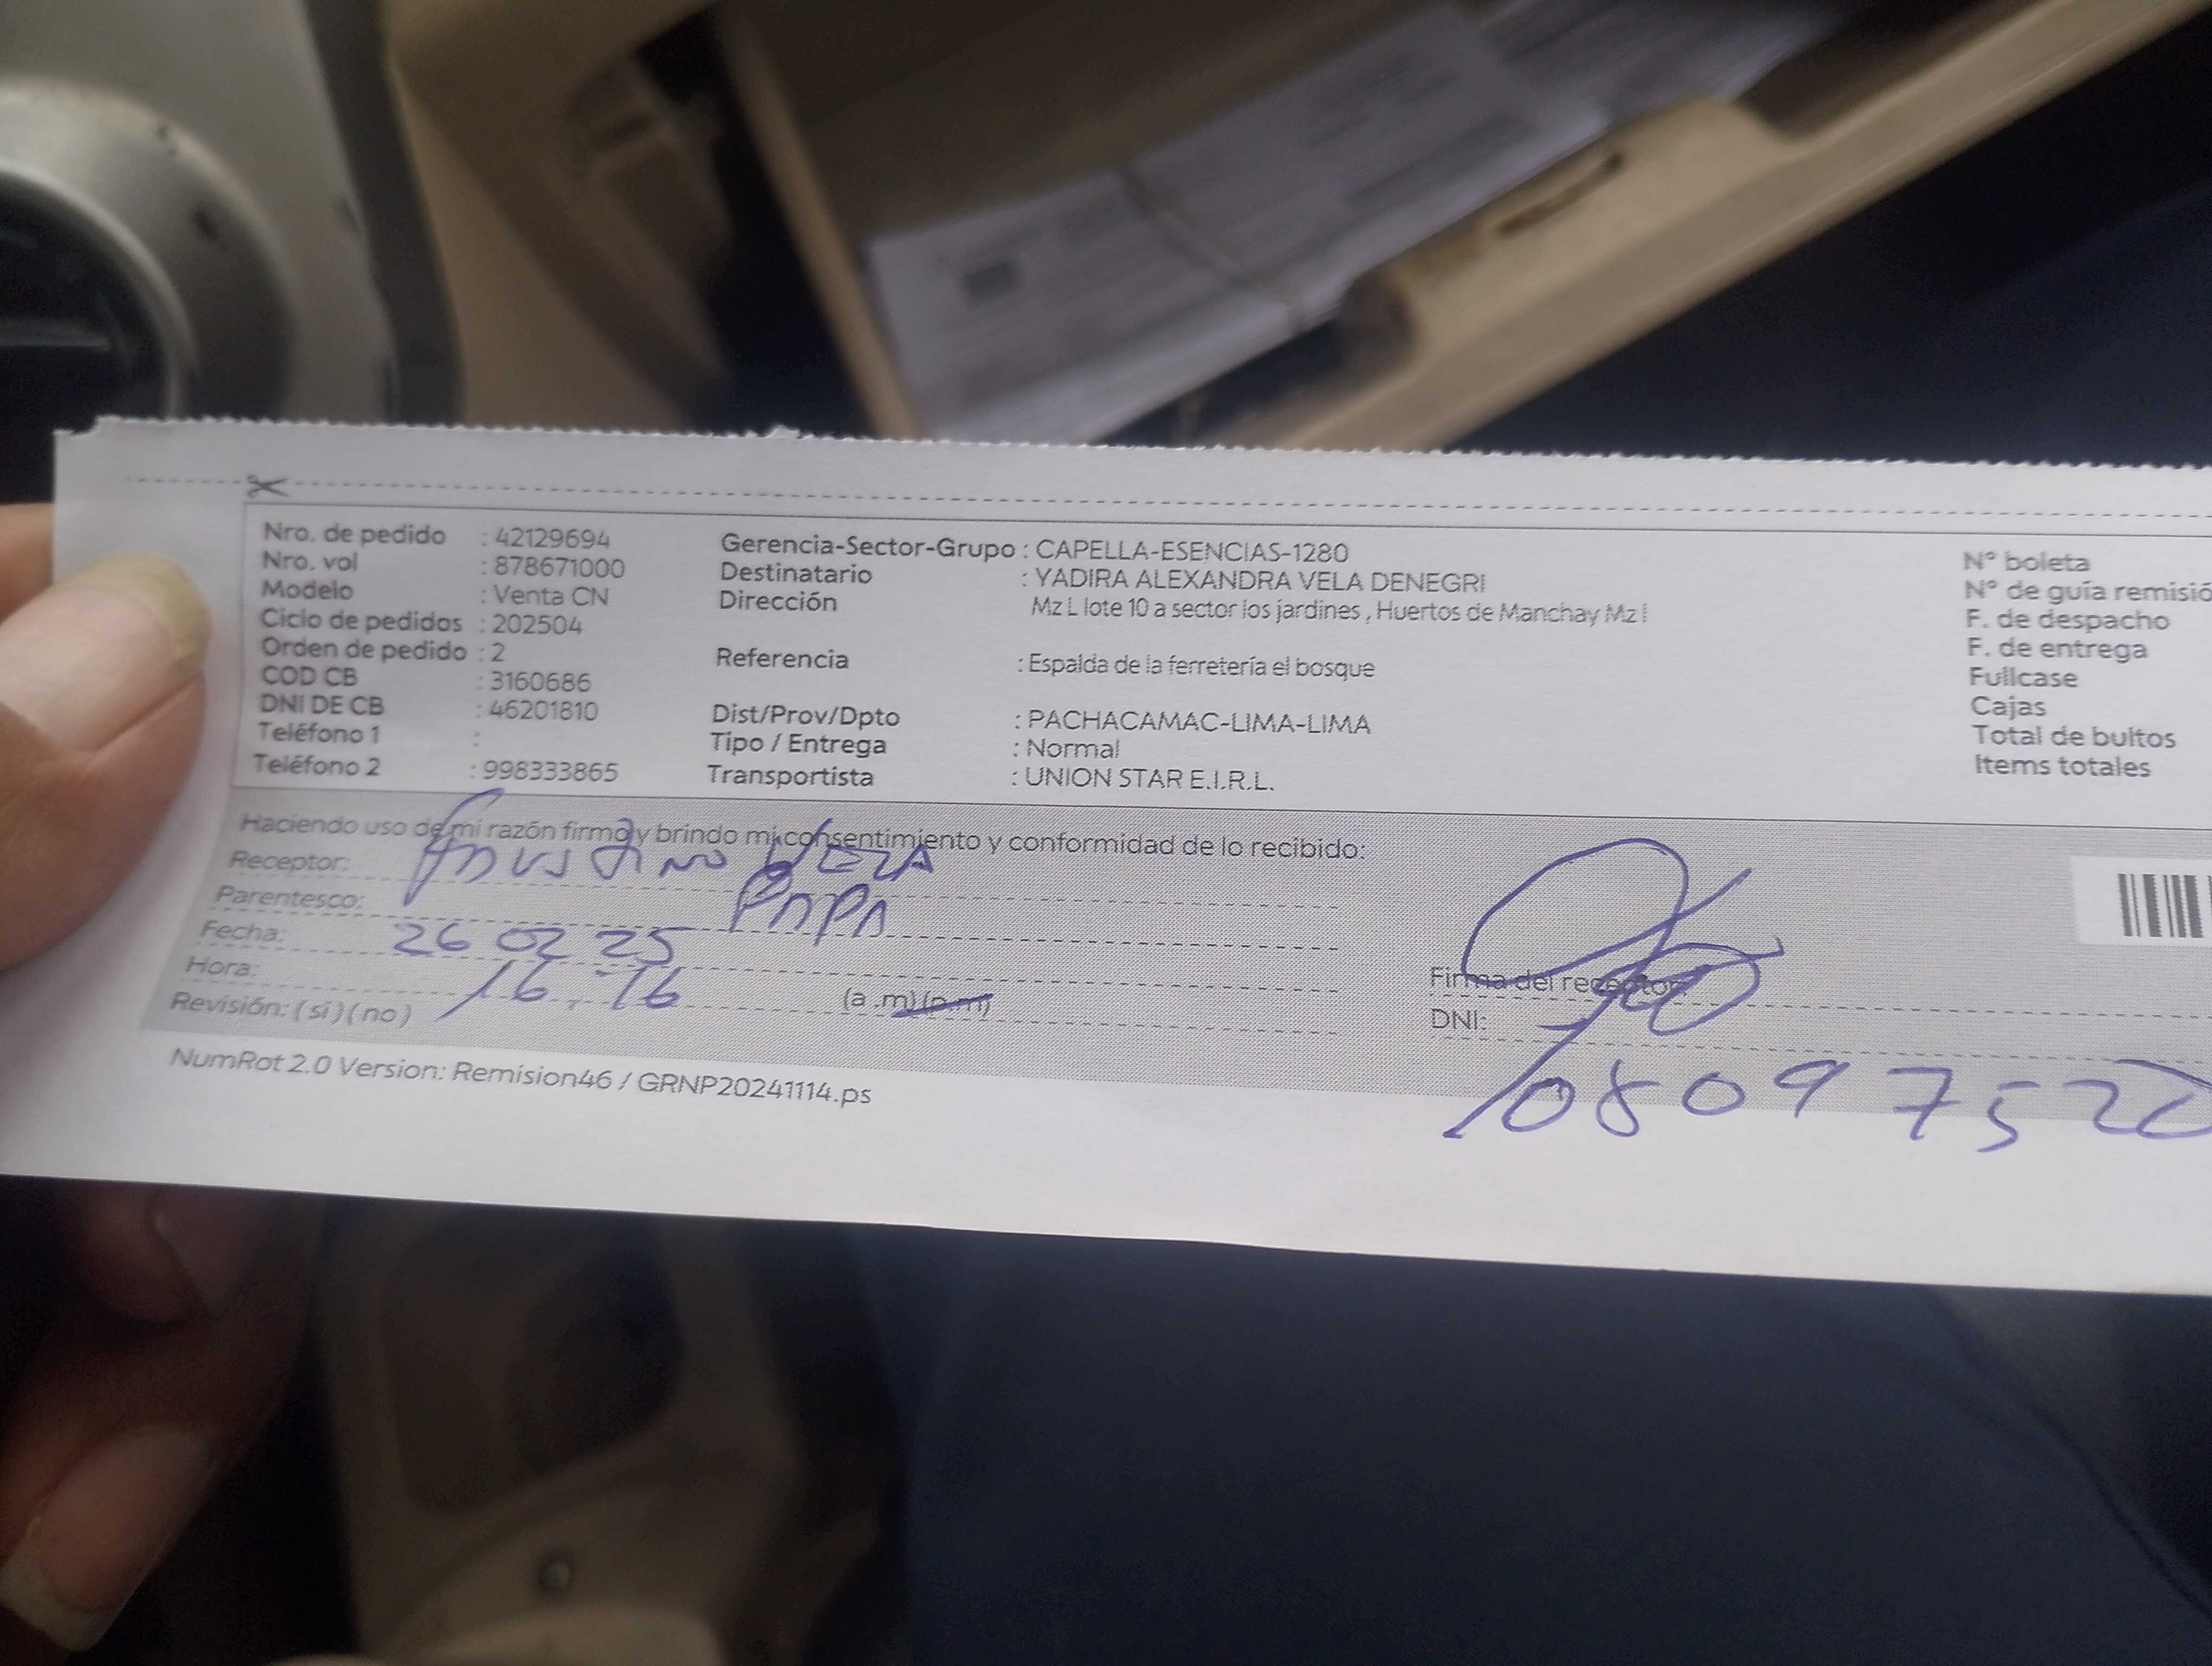 Nro. de pedido : 42129694
Nro. vol : 878671000
Modelo : Venta CN
Ciclo de pedidos : 202504
Orden de pedido : 2
COD CB : 3160686
DNI DE CB : 46201810
Teléfono 1 :
Teléfono 2 : 998333865
Gerencia-Sector-Grupo : CAPELLA-ESENCIAS-1280
Destinatario : YADIRA ALEXANDRA VELA DENEGRI
Dirección Mz L lote 10 a sector los jardines , Huertos de Manchay Mz l
Referencia : Espalda de la ferretería el bosque
Dist/Prov/Dpto : PACHACAMAC-LIMA-LIMA
Tipo / Entrega : Normal
Transportista : UNION STAR E.I.R.L.
N° boleta
N° de guía remisió
F. de despacho
F. de entrega
Fullcase
Cajas
Total de bultos
Items totales
Haciendo uso de mi razón firmo y brindo mi consentimiento y conformidad de lo recibido:
Receptor: Faustino
Parentesco: PAPA
Fecha: 26 02 25
Hora: 16 16 (a .m) (p.m)
Revisión: ( si ) ( no )
Firma del receptor:
DNI:
NumRot 2.0 Version: Remision46 / GRNP20241114.ps